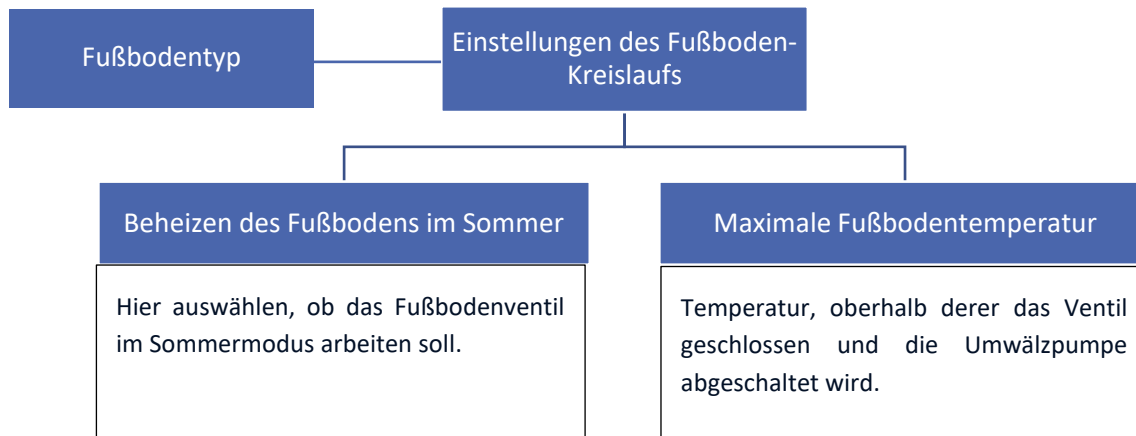 Fußbodentyp
Einstellungen des Fußboden-
Kreislaufs
Beheizen des Fußbodens im Sommer
Maximale Fußbodentemperatur
Hier auswählen, ob das Fußbodenventil
im Sommermodus arbeiten soll.
Temperatur, oberhalb derer das Ventil
geschlossen und die Umwälzpumpe
abgeschaltet wird.